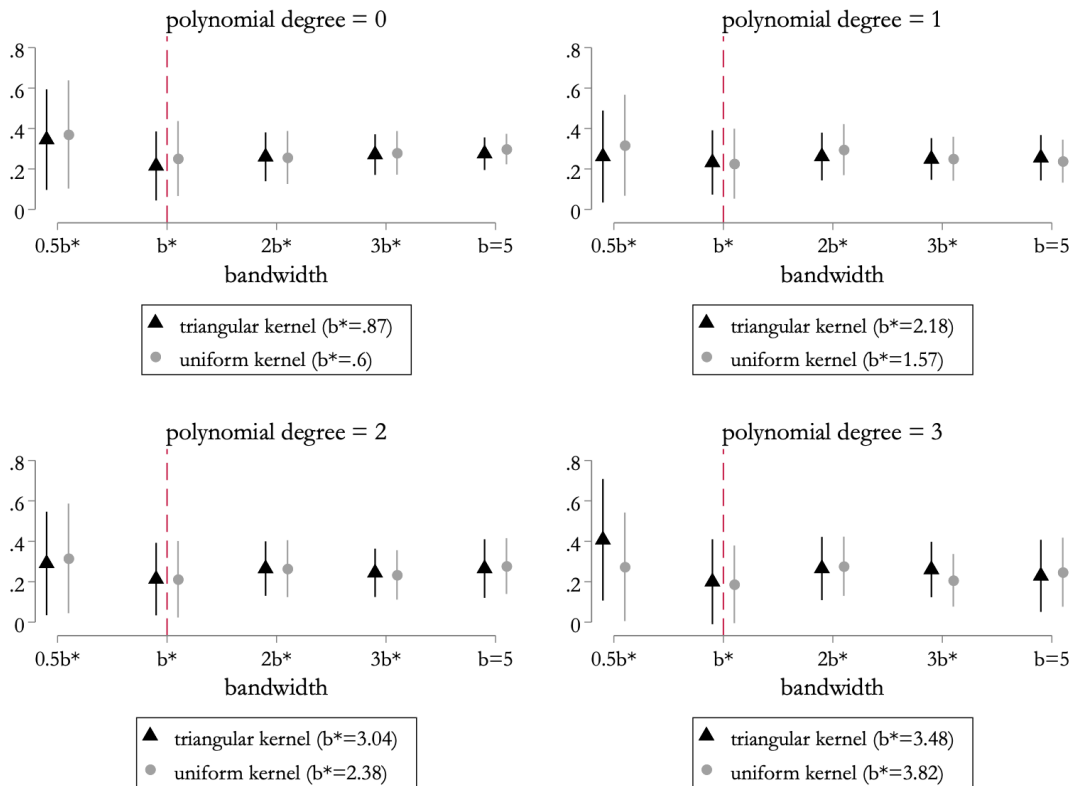 polynomial degree = 0
.8
.6
.4
.2
0
0.5b* b* 2b* 3b* b=5
bandwidth
triangular kernel (b*=.87)
uniform kernel (b*=.6)
polynomial degree = 1
.8
.6
.4
.2
0
0.5b* b* 2b* 3b* b=5
bandwidth
triangular kernel (b*=2.18)
uniform kernel (b*=1.57)
polynomial degree = 2
.8
.6
.4
.2
0
0.5b* b* 2b* 3b* b=5
bandwidth
triangular kernel (b*=3.04)
uniform kernel (b*=2.38)
polynomial degree = 3
.8
.6
.4
.2
0
0.5b* b* 2b* 3b* b=5
bandwidth
triangular kernel (b*=3.48)
uniform kernel (b*=3.82)